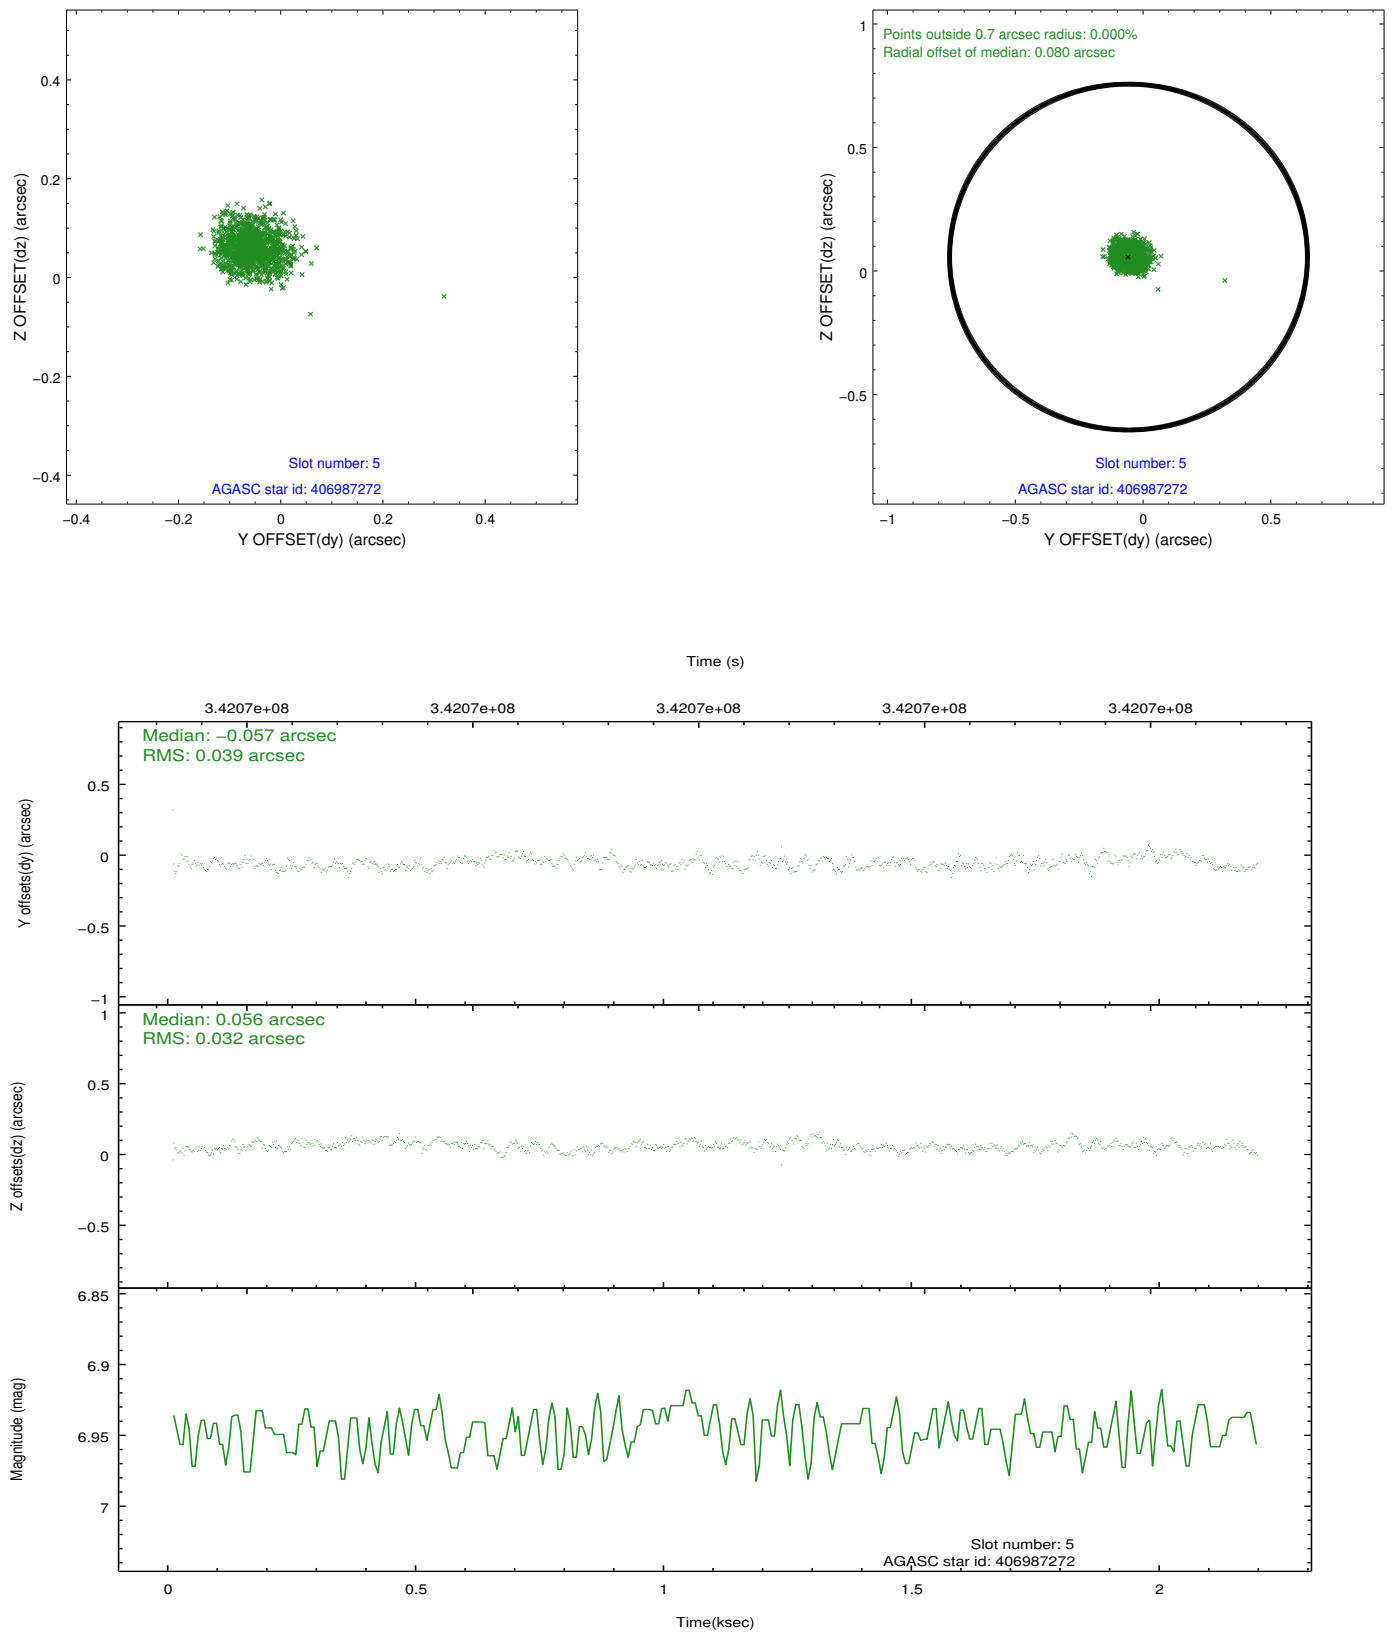 0.4
0.2
0
−0.2
−0.4
−0.4
−0.2
0
0.2
0.4
Z OFFSET(dz) (arcsec)
Y OFFSET(dy) (arcsec)
Slot number: 5
AGASC star id: 406987272
Points outside 0.7 arcsec radius: 0.000%
Radial offset of median: 0.080 arcsec
1
0.5
0
−0.5
−1
−0.5
0
0.5
Z OFFSET(dz) (arcsec)
Y OFFSET(dy) (arcsec)
Slot number: 5
AGASC star id: 406987272
Time (s)
3.4207e+08
3.4207e+08
3.4207e+08
3.4207e+08
3.4207e+08
Median: −0.057 arcsec
RMS: 0.039 arcsec
0.5
0
−0.5
−1
Y offsets(dy) (arcsec)
Median: 0.056 arcsec
RMS: 0.032 arcsec
1
0.5
0
−0.5
Z offsets(dz) (arcsec)
6.85
6.9
6.95
7
Magnitude (mag)
Slot number: 5
AGASC star id: 406987272
0
0.5
1
1.5
2
Time(ksec)